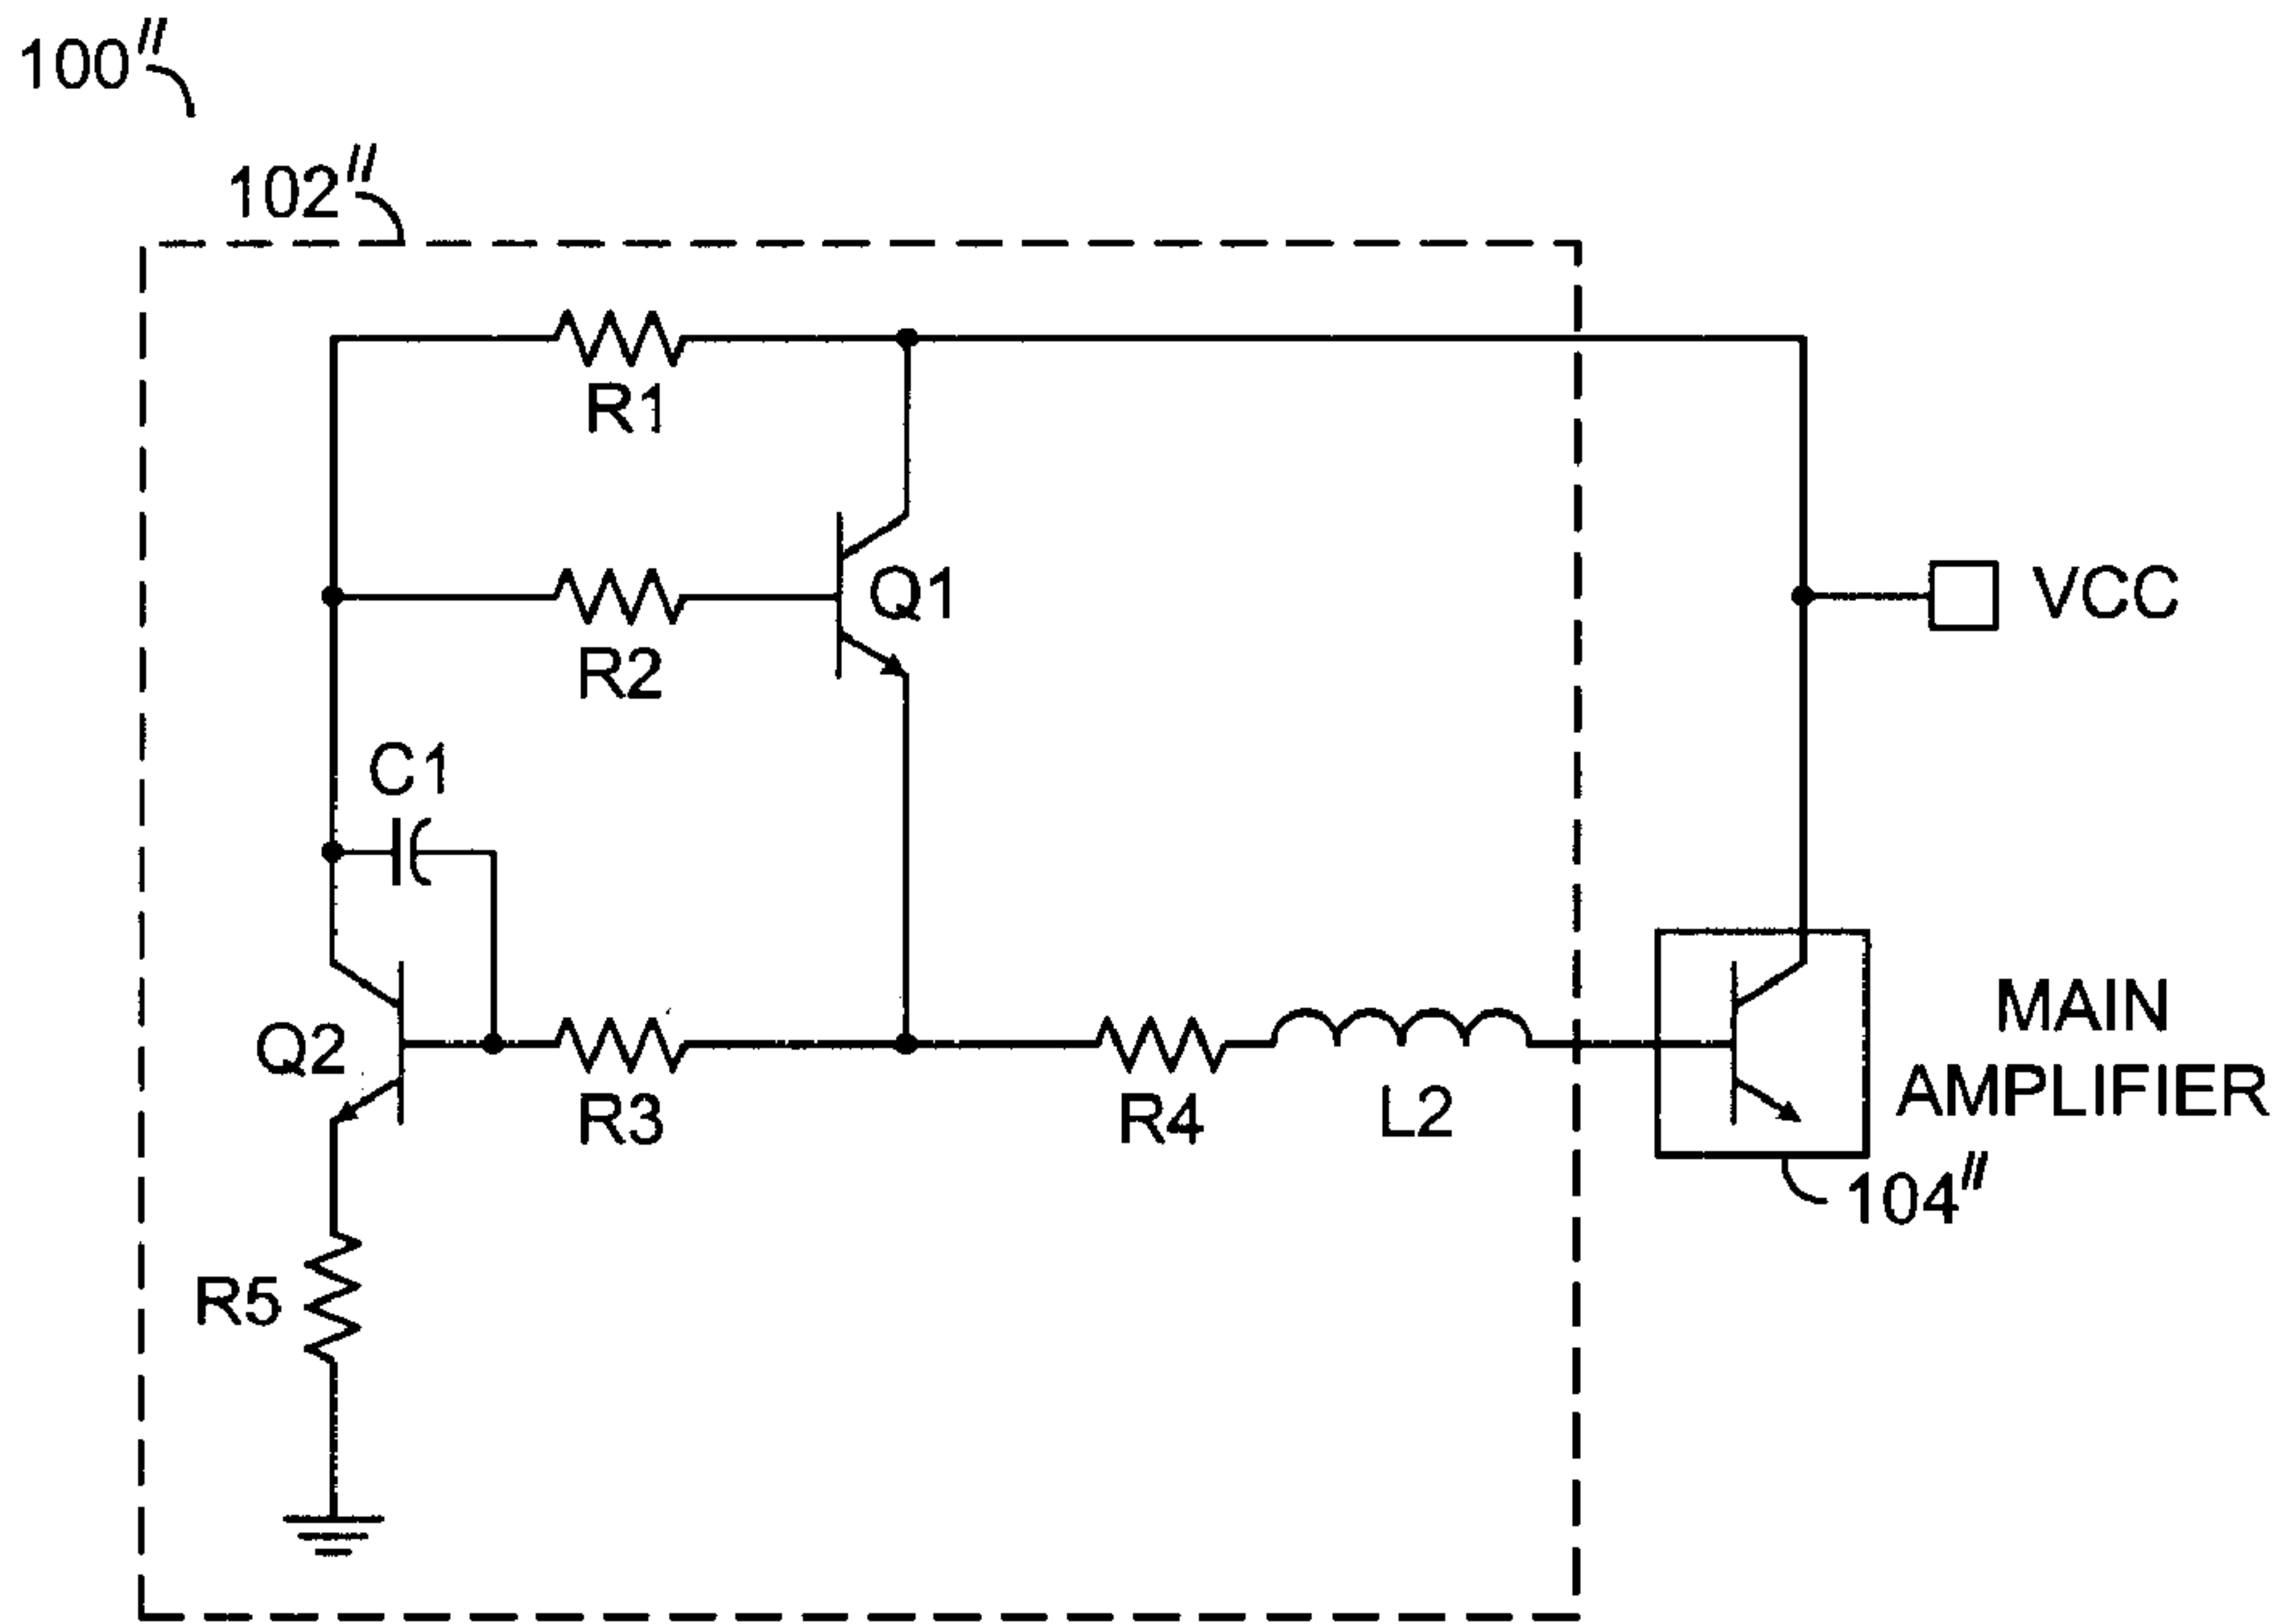 100″
102″
R1
Q1
VCC
R2
C1
Q2
R3
R4
L2
MAIN
AMPLIFIER
104″
R5